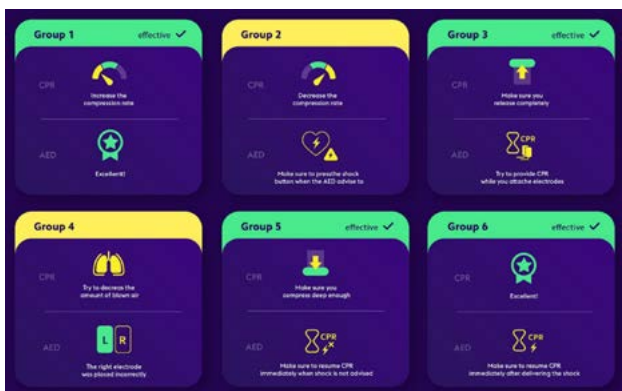 Group 1 effective
CPR
Increase the
compression rate
AED
Excellent!
Group 2
CPR
Decrease the
compression rate
AED
Make sure to press the shock
button when the AED advise to
Group 3 effective
CPR
Make sure you
release completely
AED
CPR
Try to provide CPR
while you attache electrodes
Group 4
CPR
Try to decreas the
amount of blown air
AED
L R
The right electrode
was placed incorrectly
Group 5 effective
CPR
Make sure you
compress deep enough
AED
CPR
Make sure to resume CPR
immediately when shock is not advised
Group 6 effective
CPR
Excellent!
AED
CPR
Make sure to resume CPR
immediately after delivering the shock